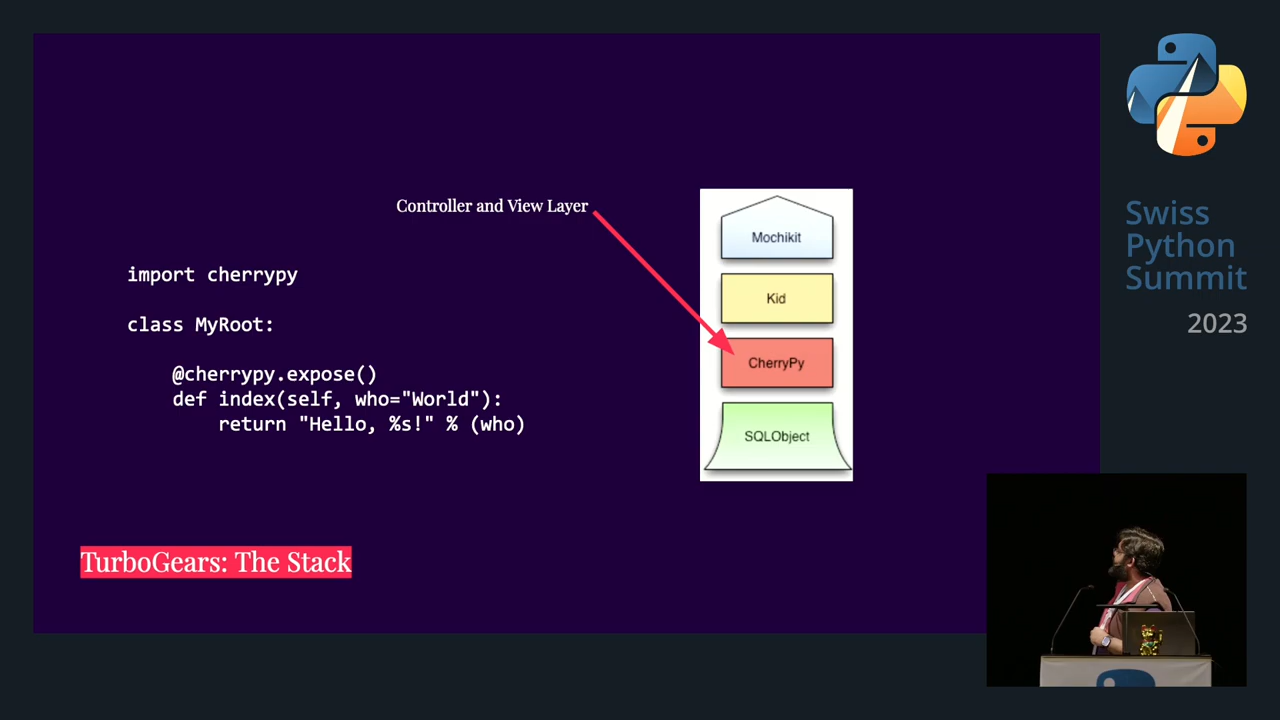 Controller and View Layer
import cherrypy
class MyRoot:
@cherrypy.expose()
def index(self, who="World"):
return "Hello, %s!" % (who)
Mochikit
Kid
CherryPy
SQLObject
TurboGears: The Stack
Swiss
Python
Summit
2023